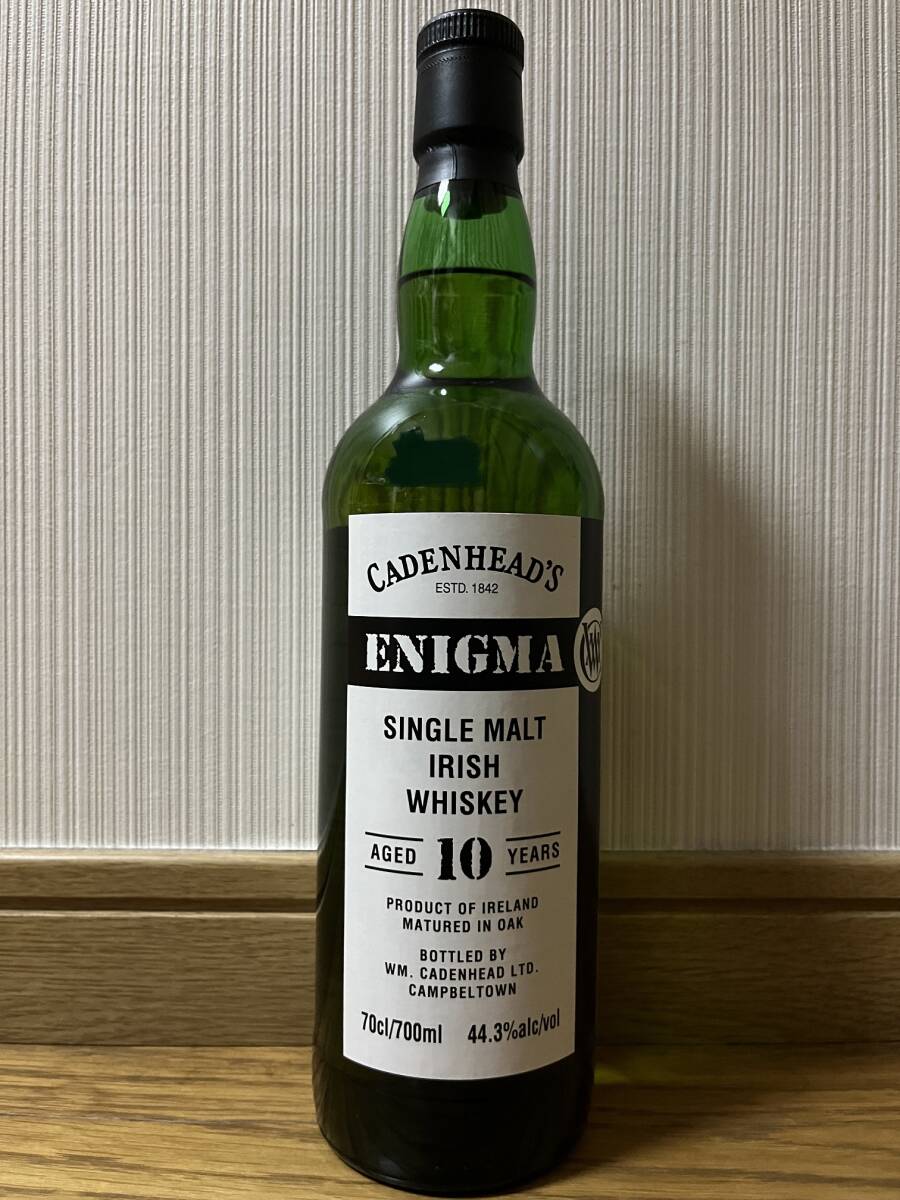 CADENHEAD'S
ESTD. 1842
ENIGMA
SINGLE MALT
IRISH
WHISKEY
AGED 10 YEARS
PRODUCT OF IRELAND
MATURED IN OAK
BOTTLED BY
WM. CADENHEAD LTD.
CAMPBELTOWN
70cl/700ml 44.3%alc/vol